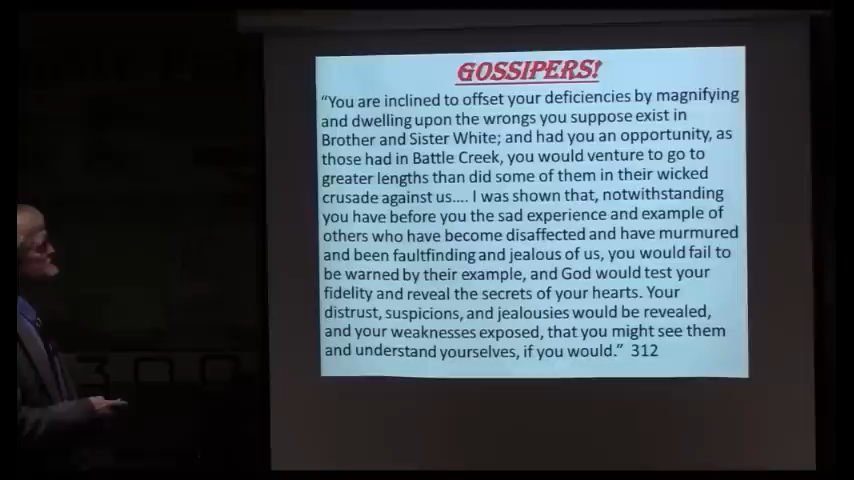 GOSSIPERS!
"You are inclined to offset your deficiencies by magnifying
and dwelling upon the wrongs you suppose exist in
Brother and Sister White; and had you an opportunity, as
those had in Battle Creek, you would venture to go to
greater lengths than did some of them in their wicked
crusade against us.... I was shown that, notwithstanding
you have before you the sad experience and example of
others who have become disaffected and have murmured
and been faultfinding and jealous of us, you would fail to
be warned by their example, and God would test your
fidelity and reveal the secrets of your hearts. Your
distrust, suspicions, and jealousies would be revealed,
and your weaknesses exposed, that you might see them
and understand yourselves, if you would." 312